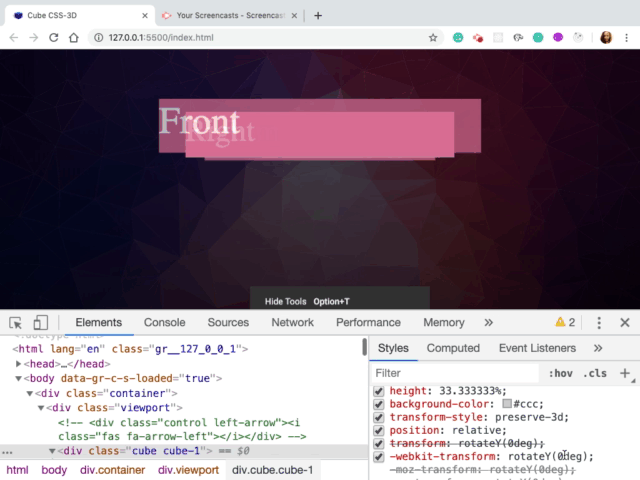 Cube CSS-3D
Your Screencasts - Screencas
127.0.0.1:5500/index.html
Front
Right
Hide Tools Option+T
Elements Console Sources Network Performance Memory » 2
<html lang="en" class="gr__127_0_0_1">
<head>…</head>
<body data-gr-c-s-loaded="true">
<div class="container">
<div class="viewport">
<!-- <div class="control left-arrow"><i
class="fas fa-arrow-left"></i></div> -->
… <div class="cube cube-1"> == $0
html body div.container div.viewport div.cube.cube-1
Styles Computed Event Listeners »
Filter :hov .cls +
height: 33.333333%;
background-color: #ccc;
transform-style: preserve-3d;
position: relative;
transform: rotateY(0deg);
-webkit-transform: rotateY(0deg);
-moz-transform: rotateY(0deg);